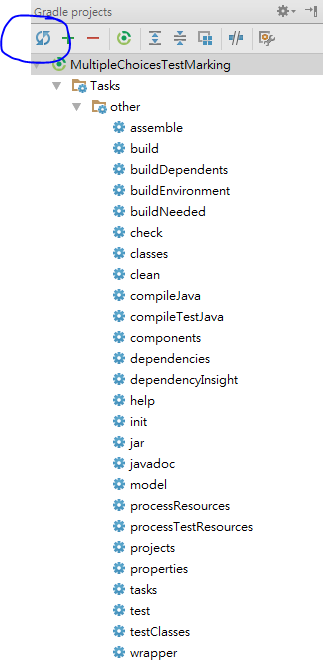 Gradle projects
MultipleChoicesTestMarking
Tasks
other
assemble
build
buildDependents
buildEnvironment
buildNeeded
check
classes
clean
compileJava
compileTestJava
components
dependencies
dependencyInsight
help
init
jar
javadoc
model
processResources
processTestResources
projects
properties
tasks
test
testClasses
wrapper